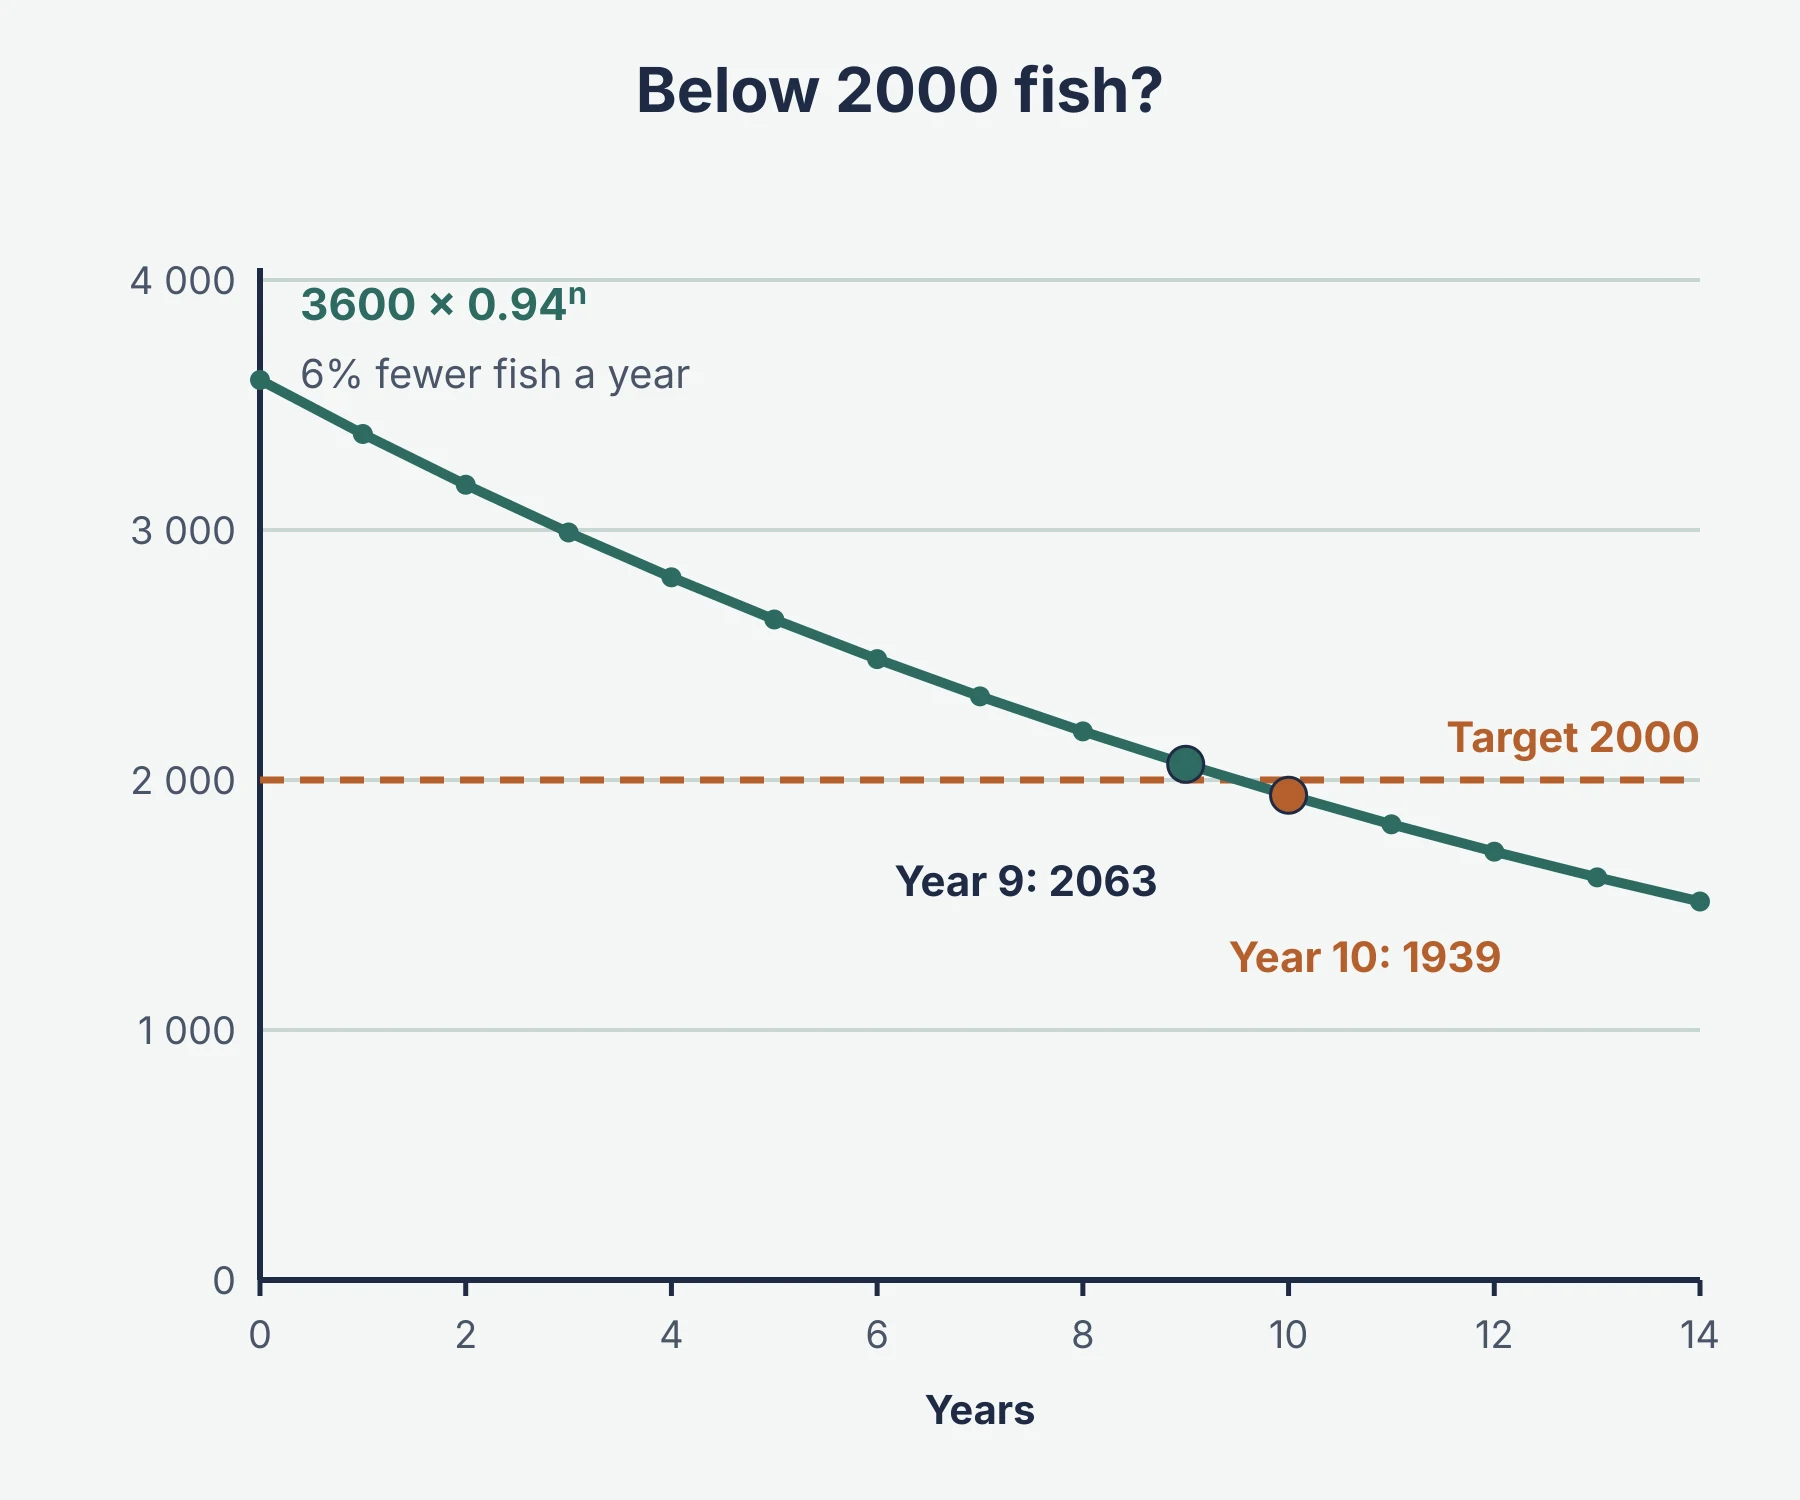 Below 2000 fish?
4 000
3600 × 0.94ⁿ
6% fewer fish a year
3 000
Target 2000
2 000
Year 9: 2063
Year 10: 1939
1 000
0
0 2 4 6 8 10 12 14
Years